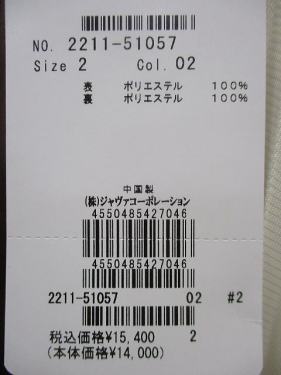 NO. 2211-51057
Size 2 Col. 02
表 ポリエステル 100%
裏 ポリエステル 100%
中国製
(株)ジャヴァコーポレーション
4550485427046
4550485427046
2211-51057 02 #2
税込価格¥15,400 2
(本体価格¥14,000)